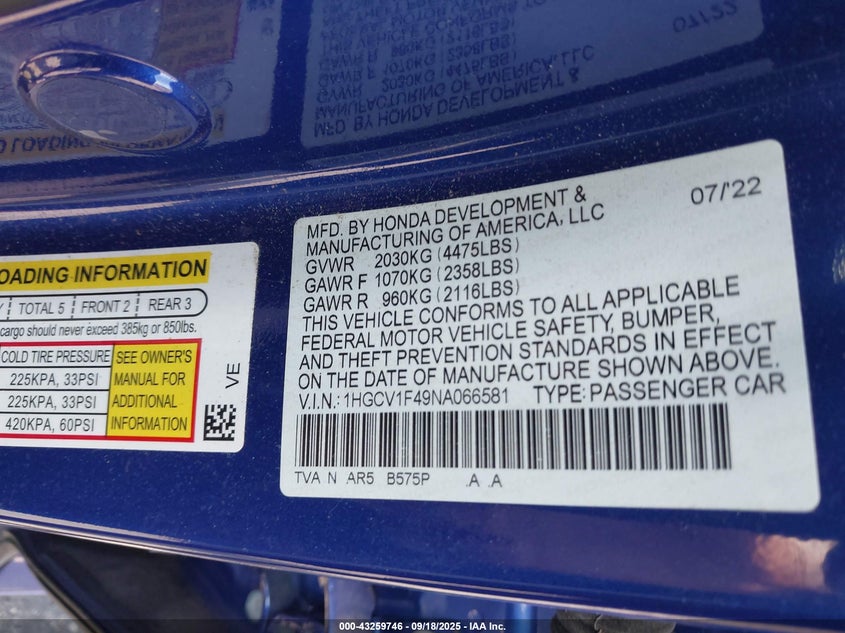 MFD. BY HONDA DEVELOPMENT &
MANUFACTURING OF AMERICA, LLC
07/'22
GVWR 2030KG (4475LBS)
GAWR F 1070KG (2358LBS)
GAWR R 960KG (2116LBS)
THIS VEHICLE CONFORMS TO ALL APPLICABLE
FEDERAL MOTOR VEHICLE SAFETY, BUMPER,
AND THEFT PREVENTION STANDARDS IN EFFECT
ON THE DATE OF MANUFACTURE SHOWN ABOVE.
V.I.N.: 1HGCV1F49NA066581 TYPE: PASSENGER CAR
TVA N AR5 B575P .A .A
LOADING INFORMATION
TOTAL 5 FRONT 2 REAR 3
cargo should never exceed 385kg or 850lbs.
COLD TIRE PRESSURE
225KPA, 33PSI
225KPA, 33PSI
420KPA, 60PSI
SEE OWNER'S
MANUAL FOR
ADDITIONAL
INFORMATION
VE
000-43259746 - 09/18/2025 - IAA Inc.